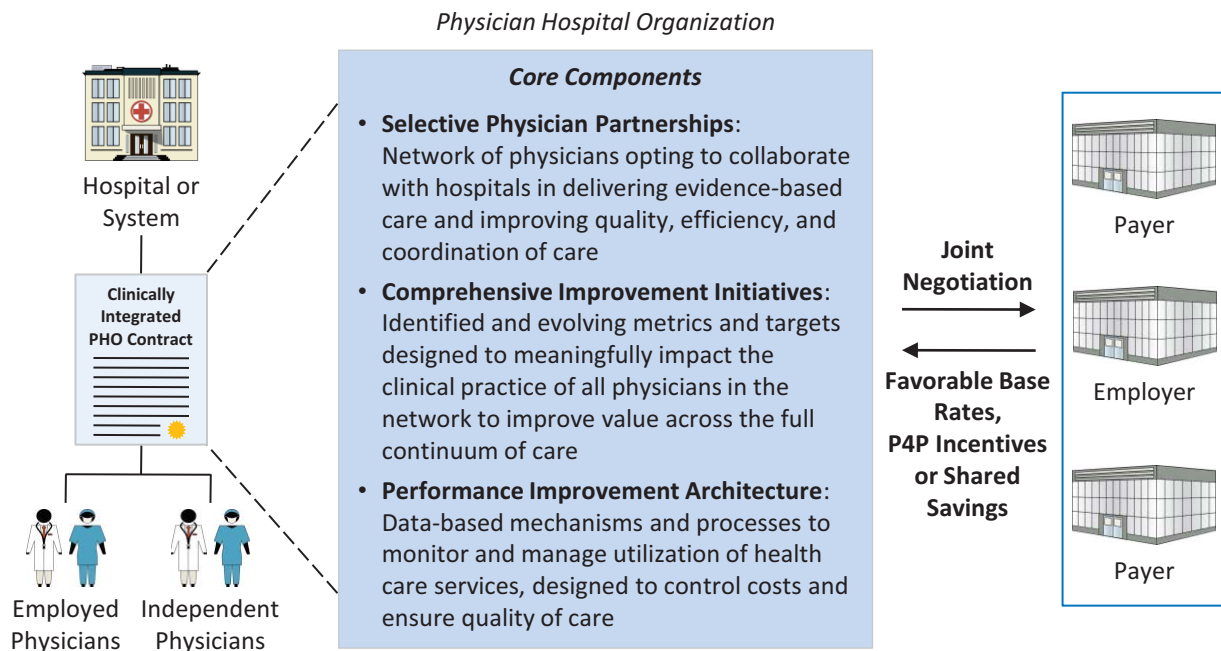 Physician Hospital Organization
Hospital or
System
Clinically
Integrated
PHO Contract
Employed
Physicians
Independent
Physicians
Core Components
• Selective Physician Partnerships:
Network of physicians opting to collaborate
with hospitals in delivering evidence-based
care and improving quality, efficiency, and
coordination of care
• Comprehensive Improvement Initiatives:
Identified and evolving metrics and targets
designed to meaningfully impact the
clinical practice of all physicians in the
network to improve value across the full
continuum of care
• Performance Improvement Architecture:
Data-based mechanisms and processes to
monitor and manage utilization of health
care services, designed to control costs and
ensure quality of care
Joint
Negotiation
Favorable Base
Rates,
P4P Incentives
or Shared
Savings
Payer
Employer
Payer